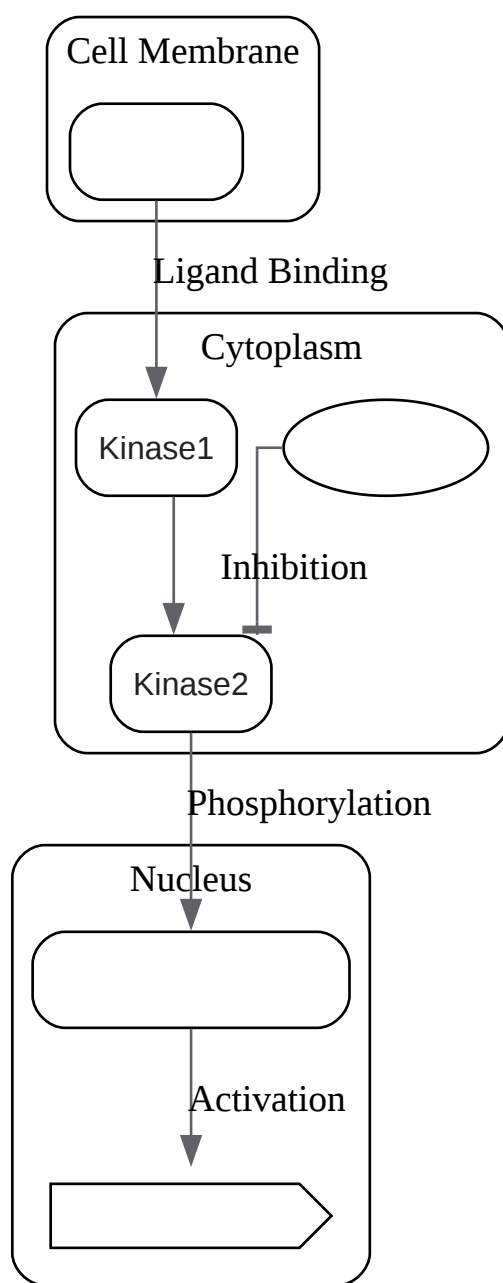 Cell Membrane
Ligand Binding
Cytoplasm
Kinase1
Inhibition
Kinase2
Phosphorylation
Nucleus
Activation